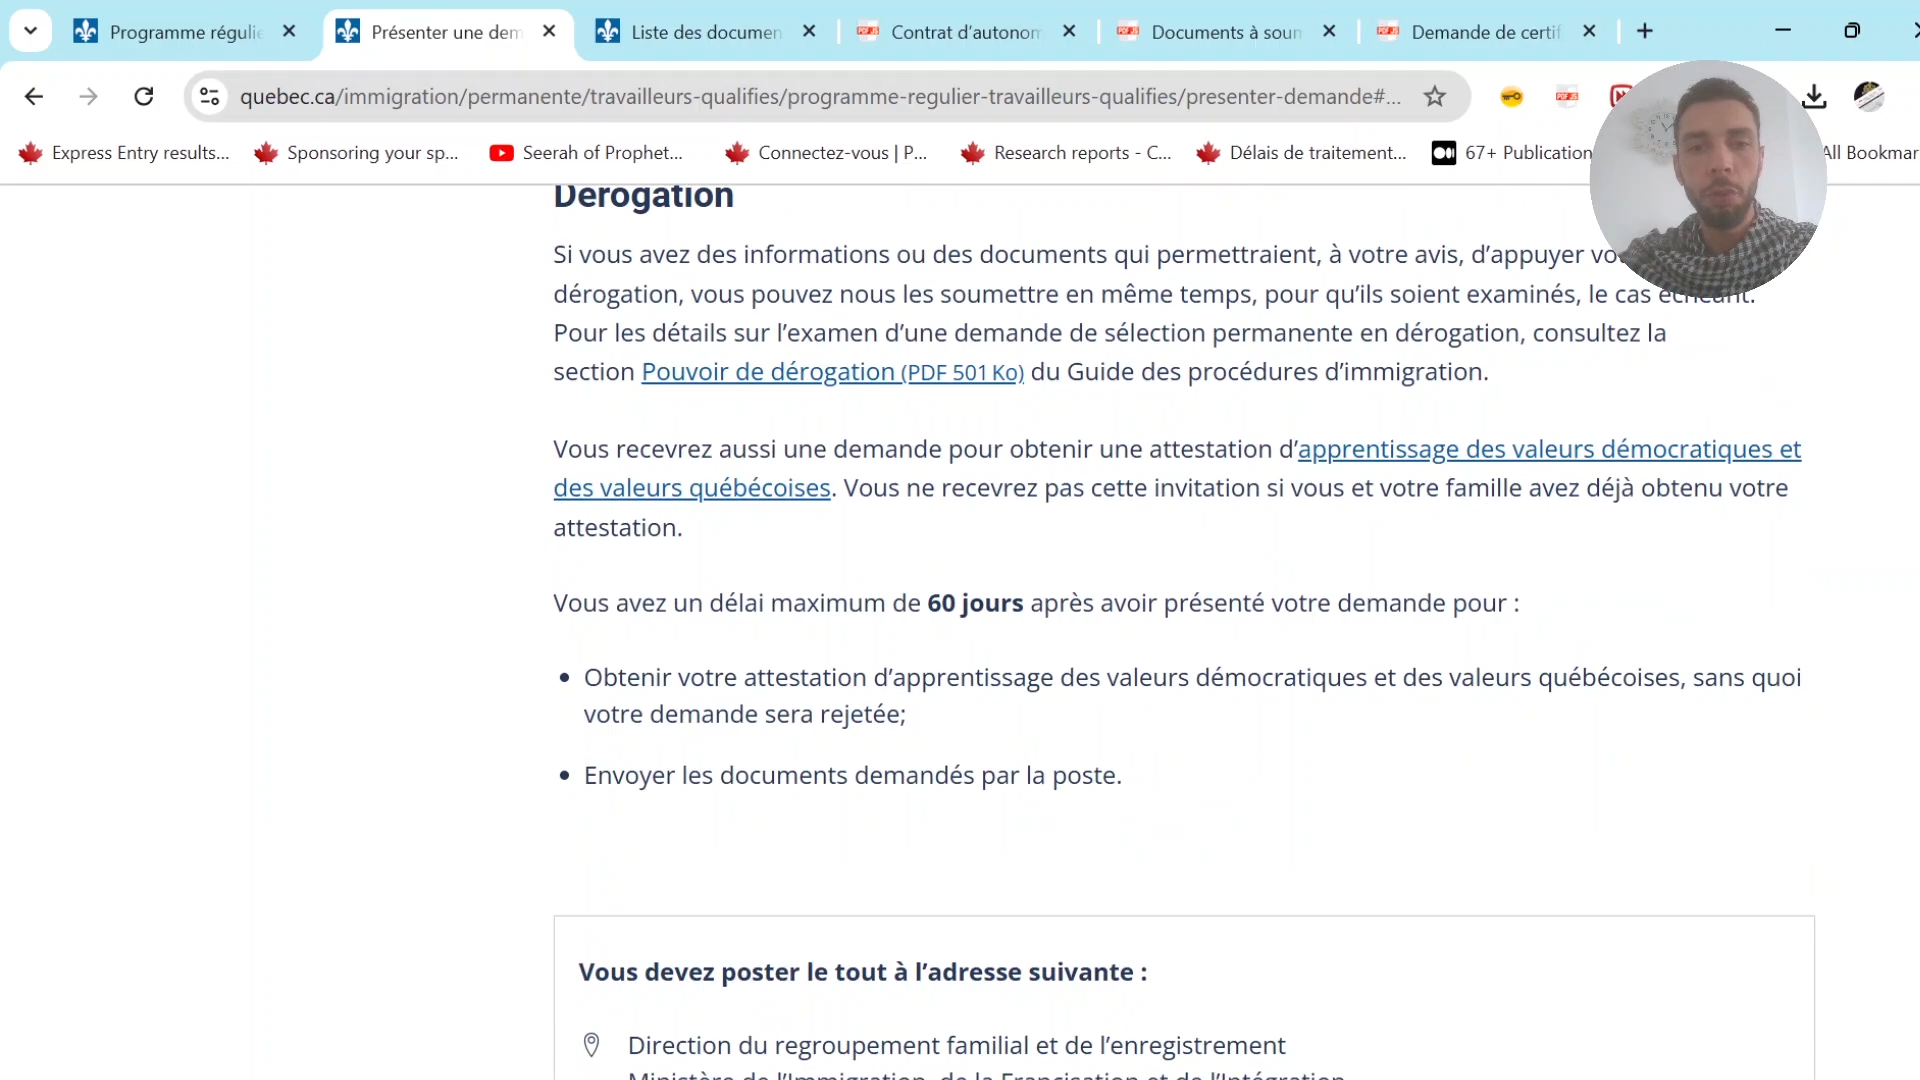 Programme régulie
Présenter une dem
Liste des documen
Contrat d'autonom
Documents à soun
Demande de certif
quebec.ca/immigration/permanente/travailleurs-qualifies/programme-regulier-travailleurs-qualifies/presenter-demande#...
Express Entry results...
Sponsoring your sp...
Seerah of Prophet...
Connectez-vous | P...
Research reports - C...
Délais de traitement...
67+ Publication
All Bookmar
Dérogation
Si vous avez des informations ou des documents qui permettraient, à votre avis, d'appuyer
dérogation, vous pouvez nous les soumettre en même temps, pour qu'ils soient examinés, le cas échéant.
Pour les détails sur l'examen d'une demande de sélection permanente en dérogation, consultez la
section Pouvoir de dérogation (PDF 501 Ko) du Guide des procédures d'immigration.
Vous recevrez aussi une demande pour obtenir une attestation d'apprentissage des valeurs démocratiques et
des valeurs québécoises. Vous ne recevrez pas cette invitation si vous et votre famille avez déjà obtenu votre
attestation.
Vous avez un délai maximum de 60 jours après avoir présenté votre demande pour :
• Obtenir votre attestation d'apprentissage des valeurs démocratiques et des valeurs québécoises, sans quoi
votre demande sera rejetée;
• Envoyer les documents demandés par la poste.
Vous devez poster le tout à l'adresse suivante :
Direction du regroupement familial et de l'enregistrement
Ministère de l'Immigration, de la Francisation et de l'Intégration